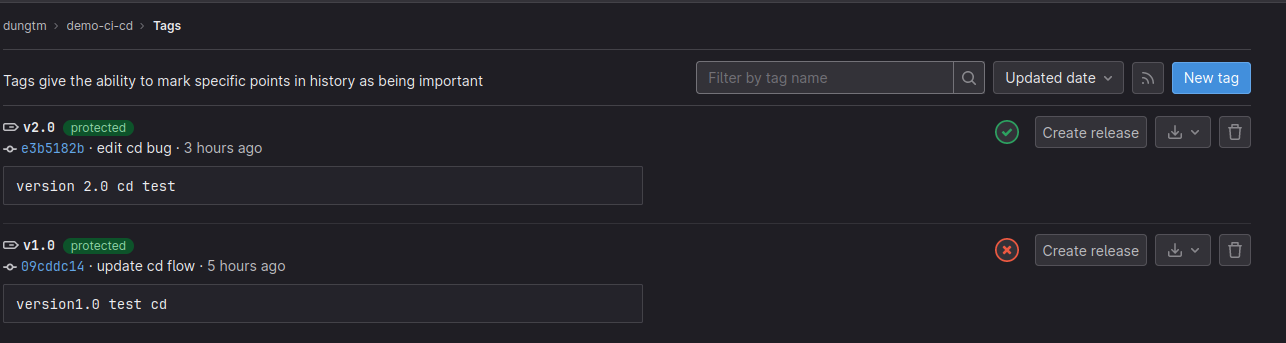 dungtm › demo-ci-cd › Tags
Tags give the ability to mark specific points in history as being important
Filter by tag name
Updated date
New tag
v2.0 protected
e3b5182b · edit cd bug · 3 hours ago
Create release
version 2.0 cd test
v1.0 protected
09cddc14 · update cd flow · 5 hours ago
Create release
version1.0 test cd